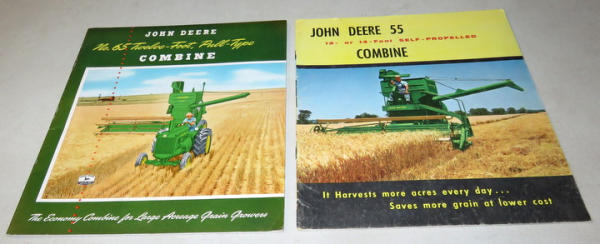 JOHN DEERE
No. 65 Twelve-Foot, Pull-Type
COMBINE
The Economy Combine for Large Acreage Grain Growers
JOHN DEERE 55
12- or 14-Foot SELF-PROPELLED
COMBINE
It Harvests more acres every day...
Saves more grain at lower cost